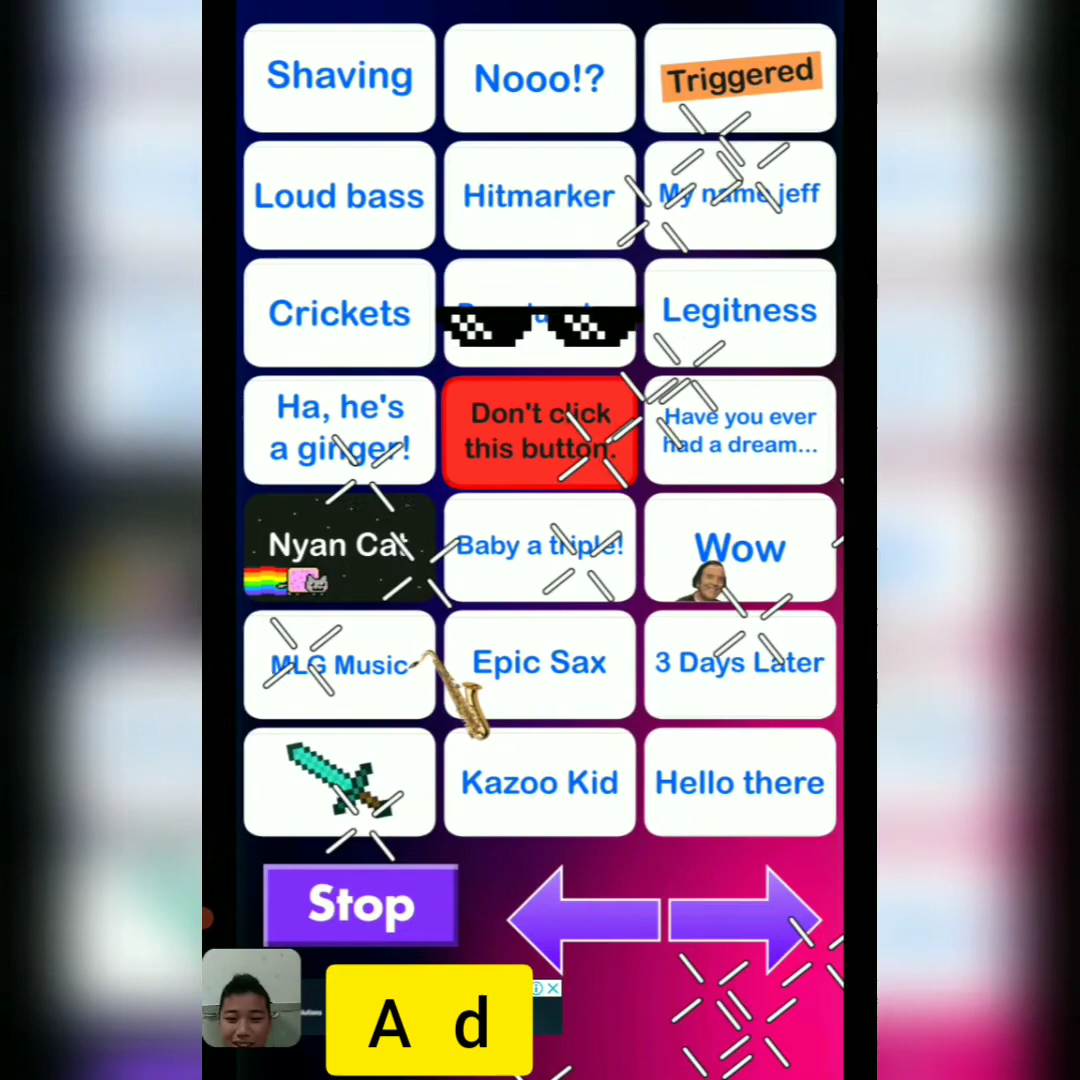 Shaving
Nooo!?
Triggered
Loud bass
Hitmarker
My name jeff
Crickets
Legitness
Ha, he's
a ginger!
Don't click
this button.
Have you ever
had a dream...
Nyan Cat
Baby a triple!
Wow
MLG Music
Epic Sax
3 Days Later
Kazoo Kid
Hello there
Stop
A d